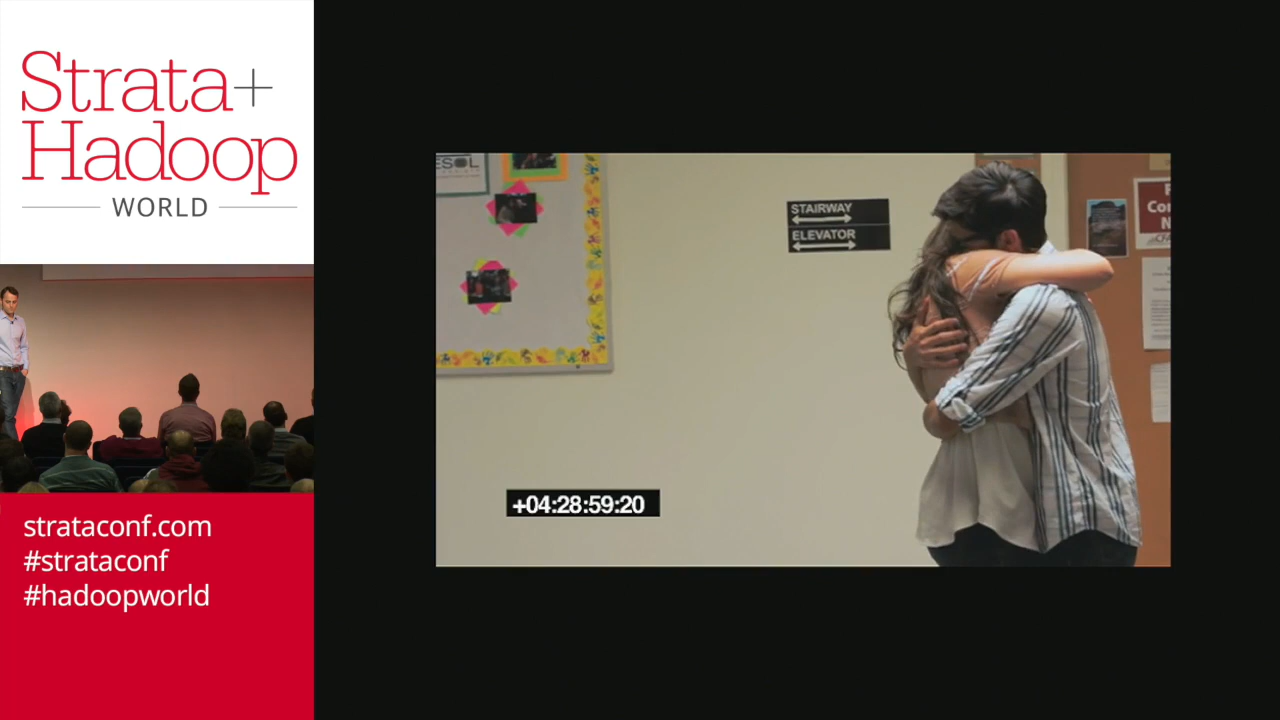 Strata+
Hadoop
WORLD
strataconf.com
#strataconf
#hadoopworld
STAIRWAY
ELEVATOR
+04:28:59:20